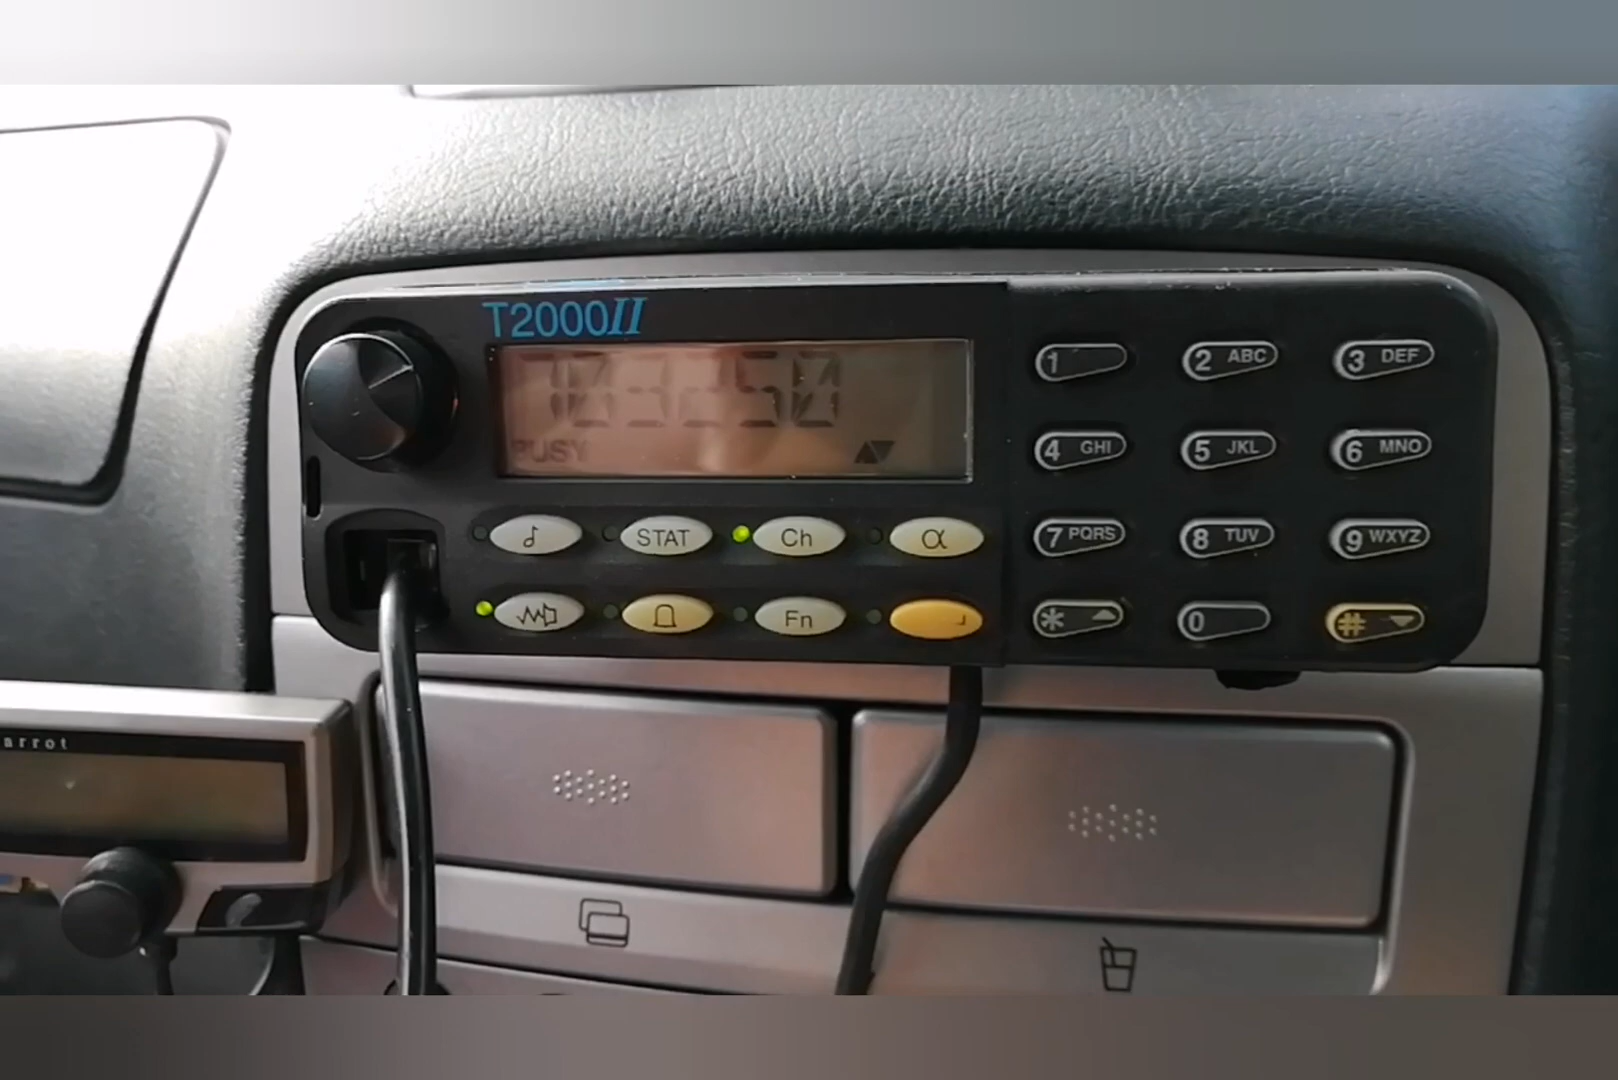 T2000II
BUSY
1
2 ABC
3 DEF
4 GHI
5 JKL
6 MNO
STAT
Ch
α
7 PQRS
8 TUV
9 WXYZ
Fn
*
0
#
arrot